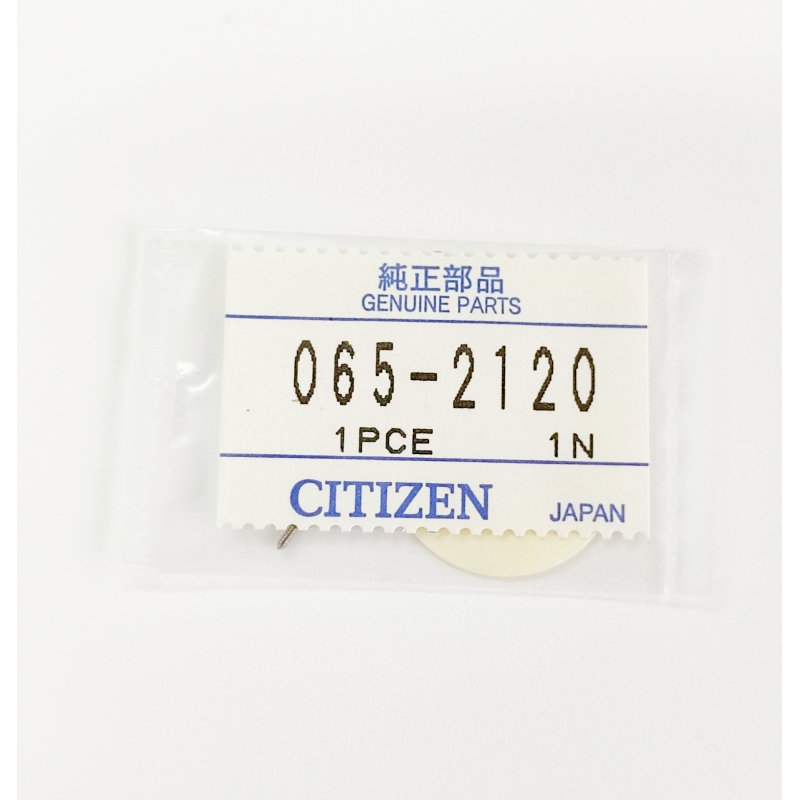 純正部品
GENUINE PARTS
065-2120
1PCE 1N
CITIZEN JAPAN